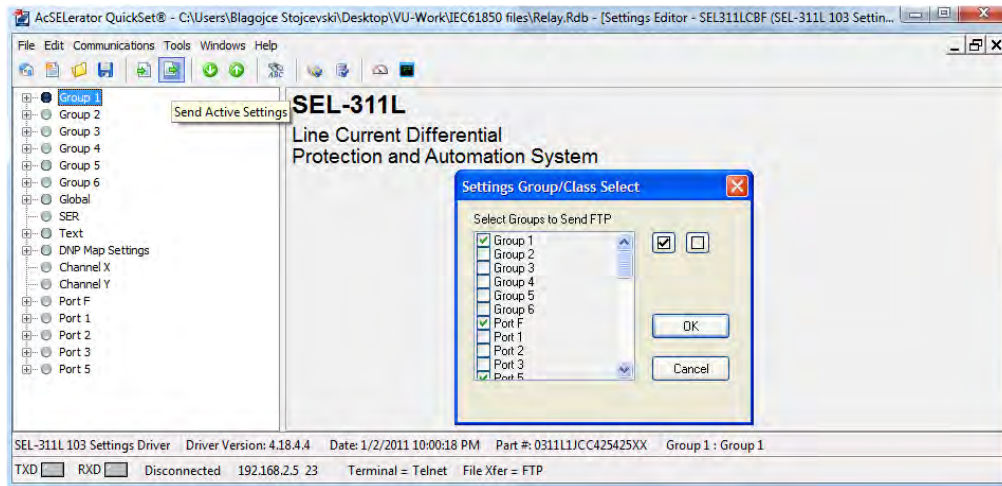 AcSELerator QuickSet® - C:\Users\Blagojce Stojcevski\Desktop\VU-Work\IEC61850 files\Relay.Rdb - [Settings Editor - SEL311LCBF (SEL-311L 103 Settin...
File Edit Communications Tools Windows Help
Send Active Settings
Group 1
Group 2
Group 3
Group 4
Group 5
Group 6
Global
SER
Text
DNP Map Settings
Channel X
Channel Y
Port F
Port 1
Port 2
Port 3
Port 5
SEL-311L
Line Current Differential
Protection and Automation System
Settings Group/Class Select
Select Groups to Send FTP
Group 1
Group 2
Group 3
Group 4
Group 5
Group 6
Port F
Port 1
Port 2
Port 3
Port 5
OK
Cancel
SEL-311L 103 Settings Driver Driver Version: 4.18.4.4 Date: 1/2/2011 10:00:18 PM Part #: 0311L1JCC425425XX Group 1 : Group 1
TXD RXD Disconnected 192.168.2.5 23 Terminal = Telnet File Xfer = FTP